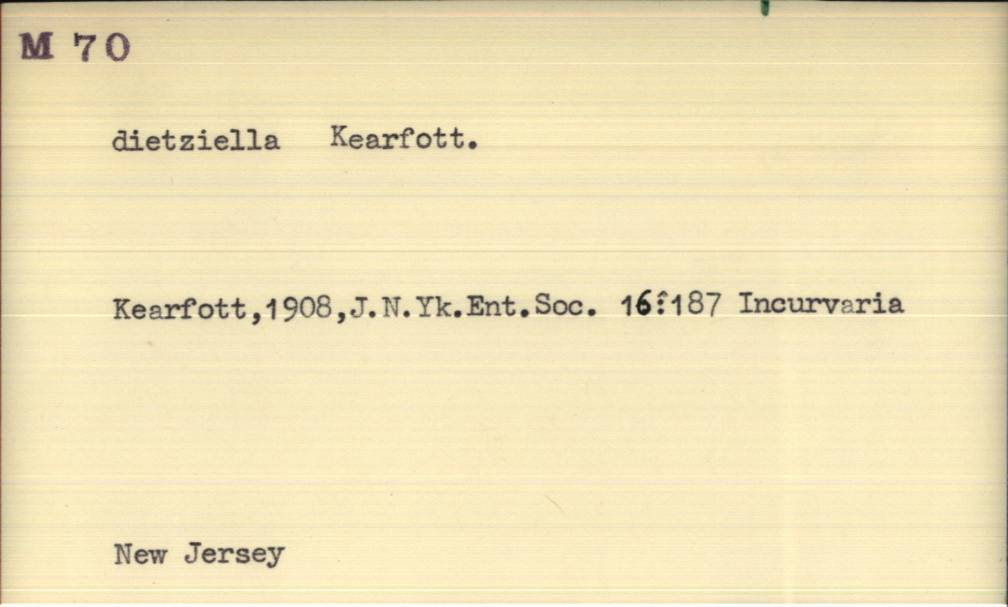 M 70
dietziella Kearfott.
Kearfott,1908,J.N.Yk.Ent.Soc. 16:187 Incurvaria
New Jersey